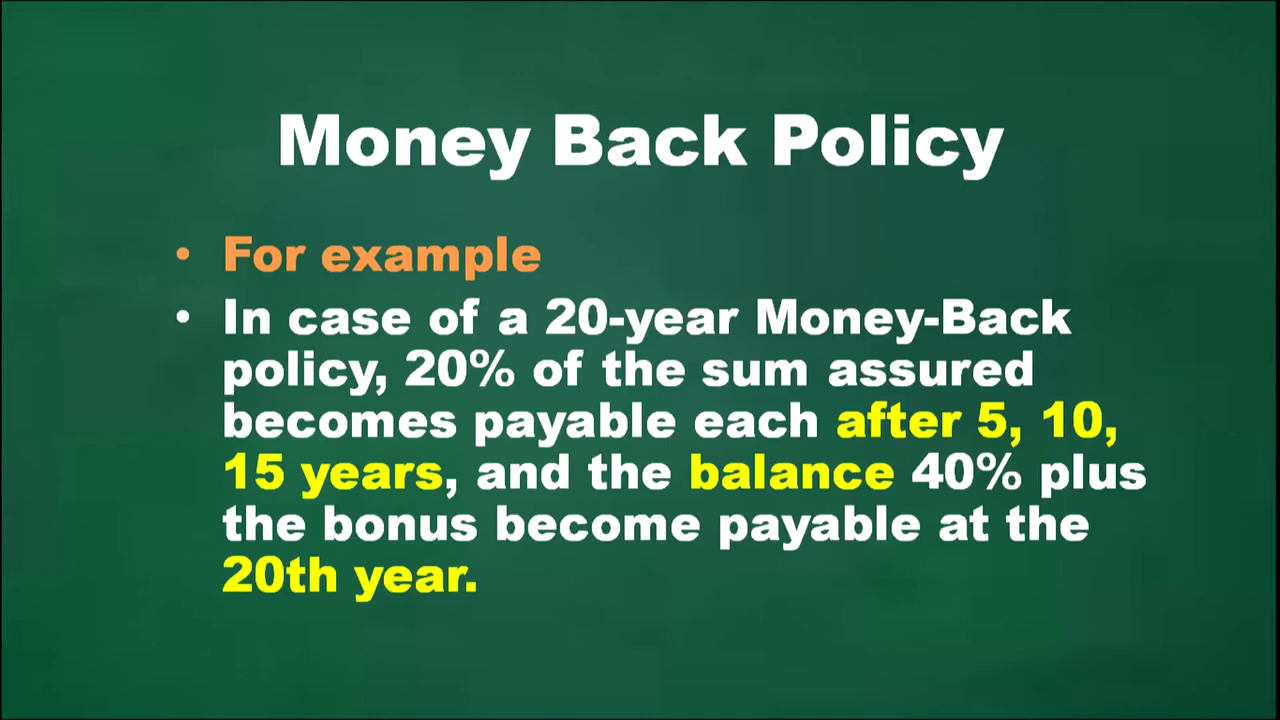 Money Back Policy
• For example
• In case of a 20-year Money-Back
policy, 20% of the sum assured
becomes payable each after 5, 10,
15 years, and the balance 40% plus
the bonus become payable at the
20th year.